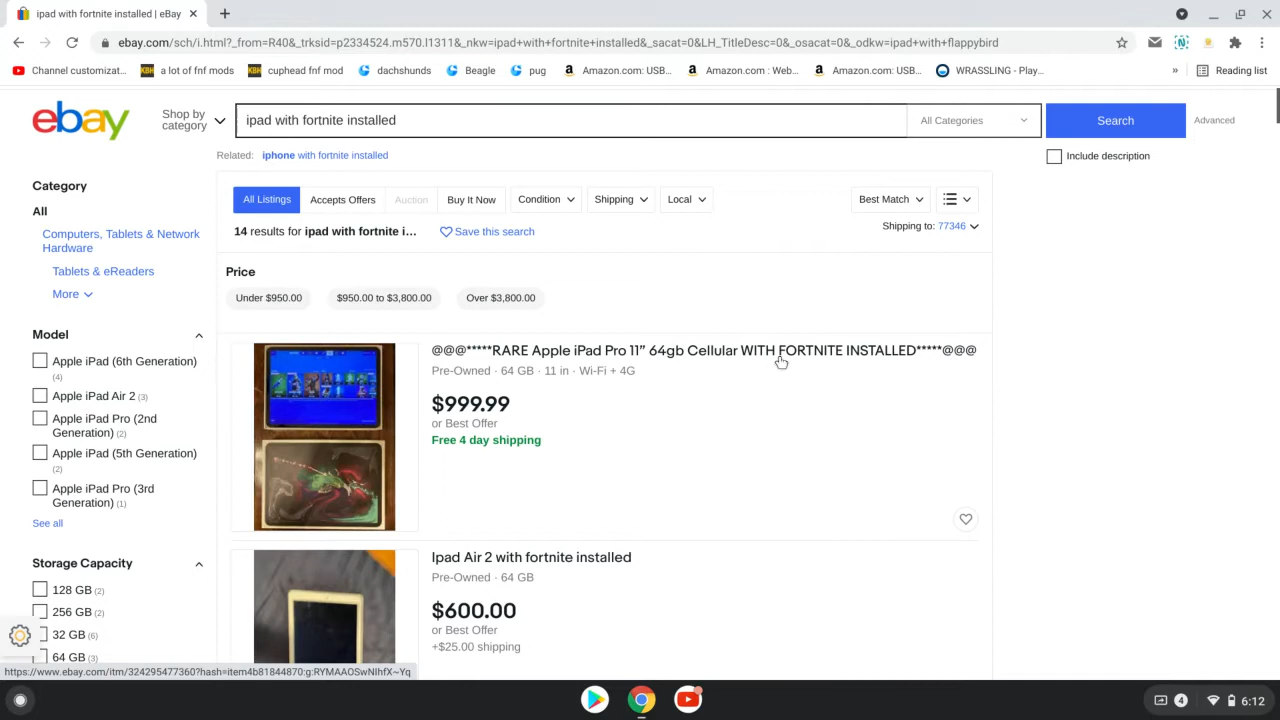 ipad with fortnite installed | eBay
ebay.com/sch/i.html?_from=R40&_trksid=p2334524.m570.l1311&_nkw=ipad+with+fortnite+installed&_sacat=0&LH_TitleDesc=0&_osacat=0&_odkw=ipad+with+flappybird
Channel customizat...
KBH
a lot of fnf mods
KBH
cuphead fnf mod
dachshunds
Beagle
pug
Amazon.com: USB...
Amazon.com : Web...
Amazon.com: USB...
WRASSLING - Play...
»
Reading list
ebay
Shop by category
ipad with fortnite installed
All Categories
Search
Advanced
Related: iphone with fortnite installed
Include description
Category
All
Computers, Tablets & Network
Hardware
Tablets & eReaders
More
Model
Apple iPad (6th Generation)
(4)
Apple iPad Air 2 (3)
Apple iPad Pro (2nd
Generation) (2)
Apple iPad (5th Generation)
(2)
Apple iPad Pro (3rd
Generation) (1)
See all
Storage Capacity
128 GB (2)
256 GB (2)
32 GB (6)
64 GB (3)
All Listings
Accepts Offers
Auction
Buy It Now
Condition
Shipping
Local
Best Match
14 results for ipad with fortnite i...
Save this search
Shipping to: 77346
Price
Under $950.00
$950.00 to $3,800.00
Over $3,800.00
@@@*****RARE Apple iPad Pro 11” 64gb Cellular WITH FORTNITE INSTALLED*****@@@
Pre-Owned · 64 GB · 11 in · Wi-Fi + 4G
$999.99
or Best Offer
Free 4 day shipping
Ipad Air 2 with fortnite installed
Pre-Owned · 64 GB
$600.00
or Best Offer
+$25.00 shipping
https://www.ebay.com/itm/324295477360?hash=item4b81844870:g:RYMAAOSwNIhfX~Yq
4
6:12